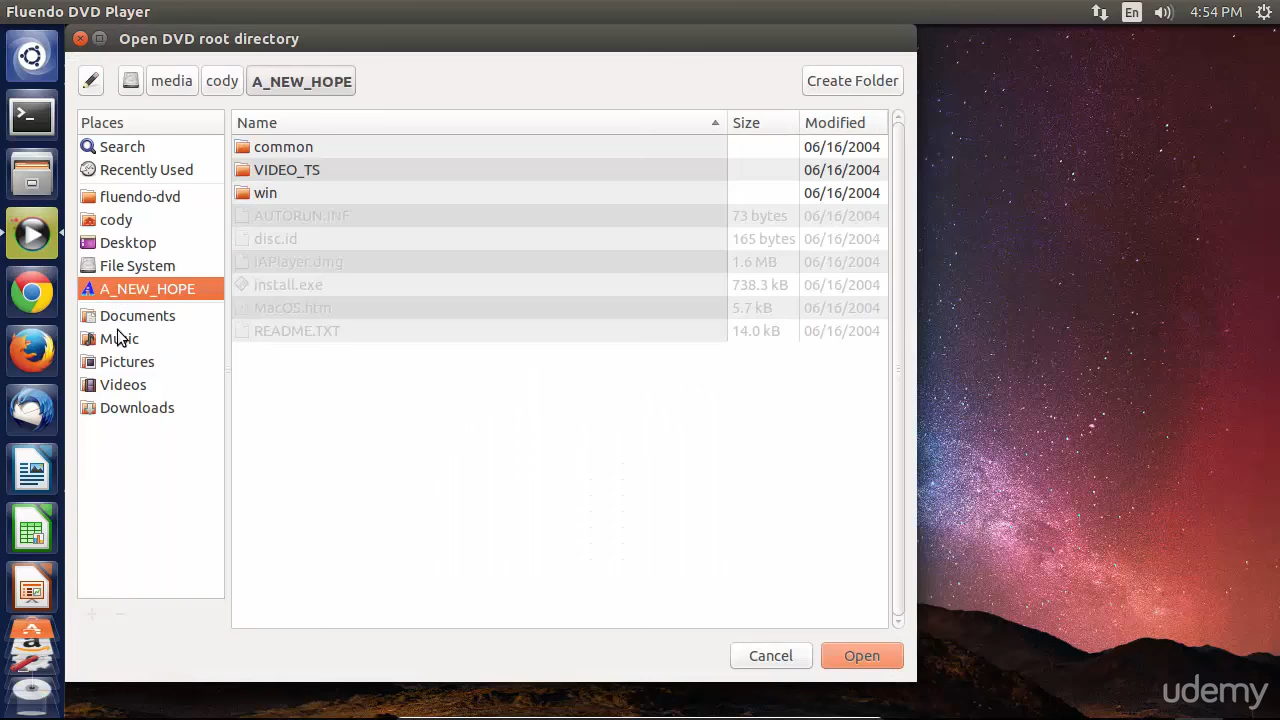 Fluendo DVD Player
En
4:54 PM
Open DVD root directory
media
cody
A_NEW_HOPE
Create Folder
Places
Name
Size
Modified
Search
common
06/16/2004
Recently Used
VIDEO_TS
06/16/2004
fluendo-dvd
win
06/16/2004
cody
AUTORUN.INF
73 bytes
06/16/2004
Desktop
disc.id
165 bytes
06/16/2004
File System
IAPlayer.dmg
1.6 MB
06/16/2004
A_NEW_HOPE
install.exe
738.3 kB
06/16/2004
Documents
MacOS.htm
5.7 kB
06/16/2004
Music
README.TXT
14.0 kB
06/16/2004
Pictures
Videos
Downloads
Cancel
Open
udemy